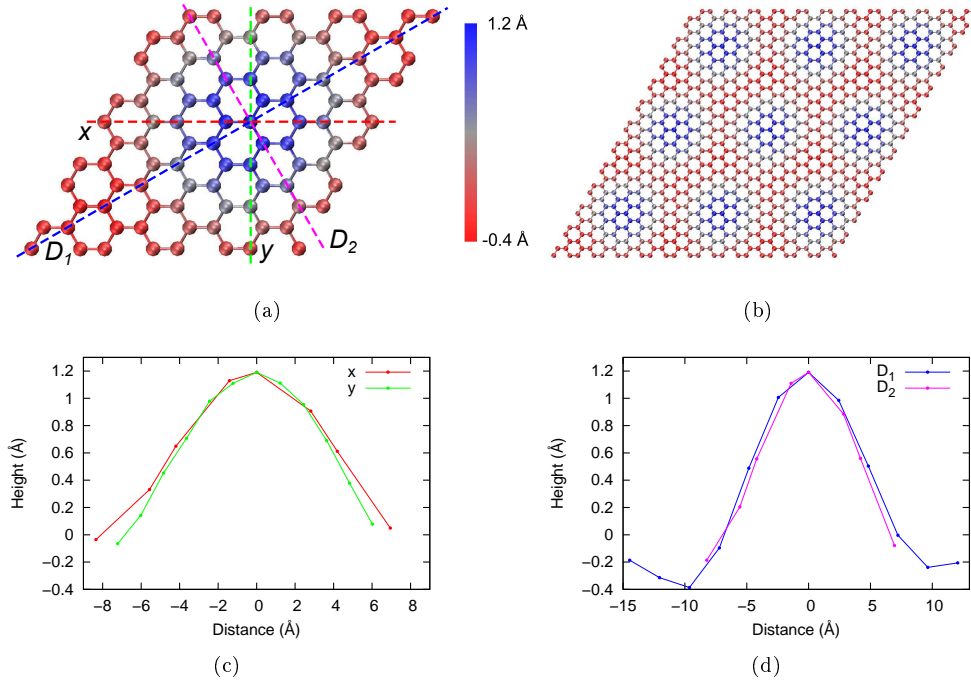 x
D1
y
D2
1.2 Å
-0.4 Å
(a)
(b)
Height (Å)
1.2
1
0.8
0.6
0.4
0.2
0
−0.2
−0.4
−8 −6 −4 −2 0 2 4 6 8
Distance (Å)
x
y
(c)
Height (Å)
1.2
1
0.8
0.6
0.4
0.2
0
−0.2
−0.4
−15 −10 −5 0 5 10
Distance (Å)
D1
D2
(d)